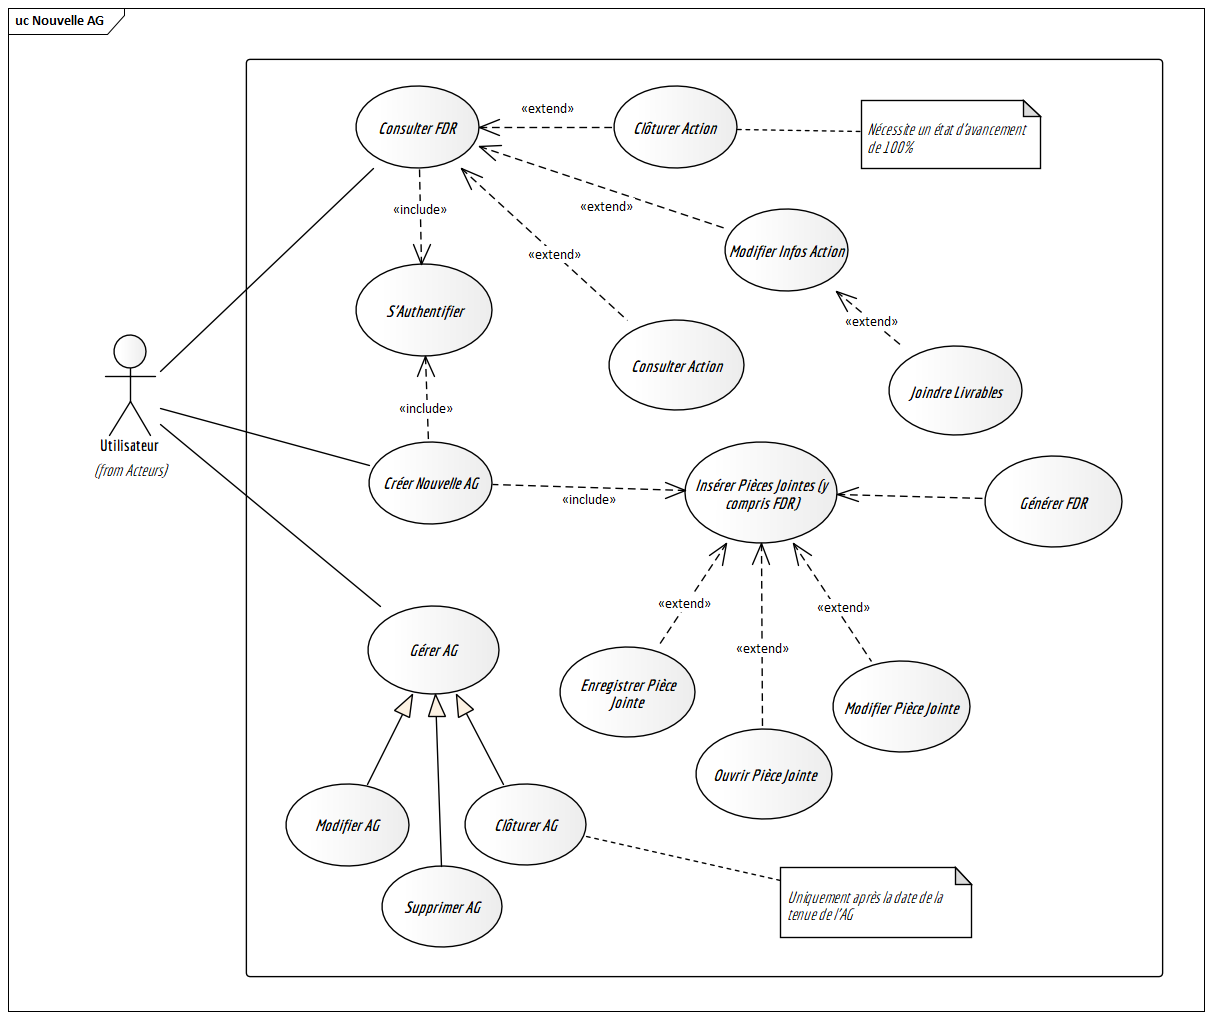 uc Nouvelle AG
Consulter FDR
«extend»
Clôturer Action
Nécessite un état d'avancement
de 100%
«include»
«extend»
«extend»
Modifier Infos Action
S'Authentifier
«extend»
Consulter Action
Joindre Livrables
«include»
Utilisateur
(from Acteurs)
Créer Nouvelle AG
«include»
Insérer Pièces Jointes (y
compris FDR)
Générer FDR
«extend»
«extend»
«extend»
Gérer AG
Enregistrer Pièce
Jointe
Modifier Pièce Jointe
Ouvrir Pièce Jointe
Modifier AG
Clôturer AG
Supprimer AG
Uniquement après la date de la
tenue de l'AG